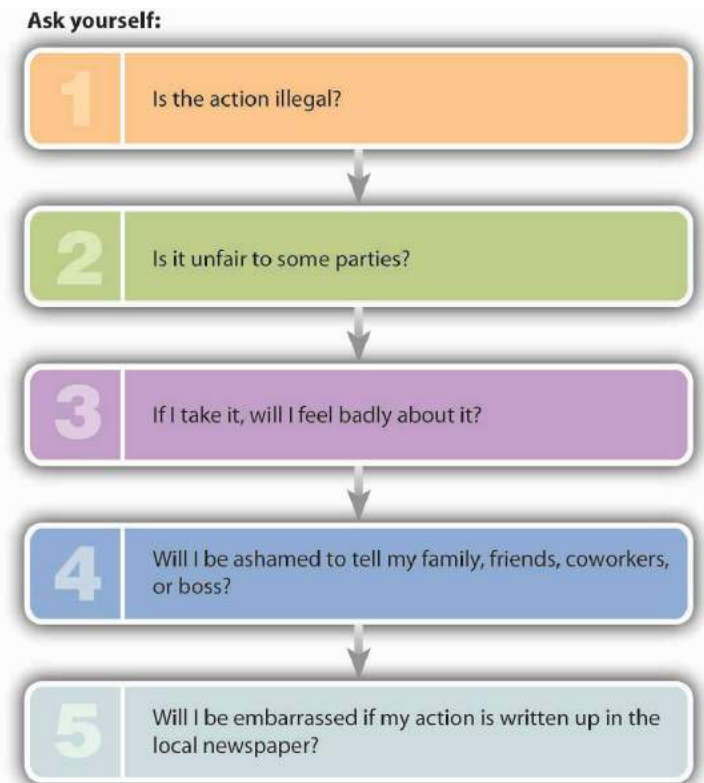 Ask yourself:
1
Is the action illegal?
2
Is it unfair to some parties?
3
If I take it, will I feel badly about it?
4
Will I be ashamed to tell my family, friends, coworkers,
or boss?
5
Will I be embarrassed if my action is written up in the
local newspaper?